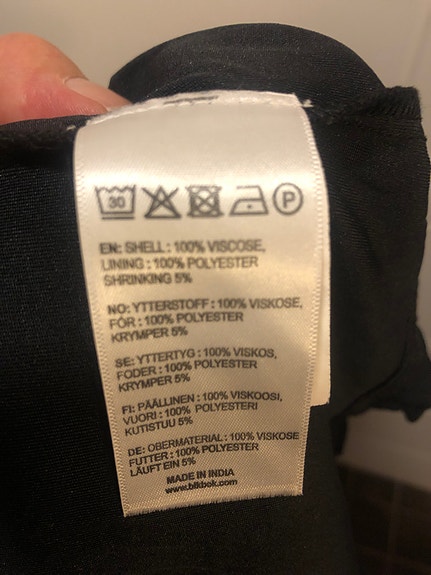 30 P
EN: SHELL : 100% VISCOSE,
LINING : 100% POLYESTER
SHRINKING 5%
NO: YTTERSTOFF : 100% VISKOSE,
FÓR : 100% POLYESTER
KRYMPER 5%
SE: YTTERTYG : 100% VISKOS,
FODER : 100% POLYESTER
KRYMPER 5%
FI: PÄÄLLINEN : 100% VISKOOSI,
VUORI : 100% POLYESTERI
KUTISTUU 5%
DE: OBERMATERIAL : 100% VISKOSE
FUTTER : 100% POLYESTER
LÄUFT EIN 5%
MADE IN INDIA
www.bikbok.com